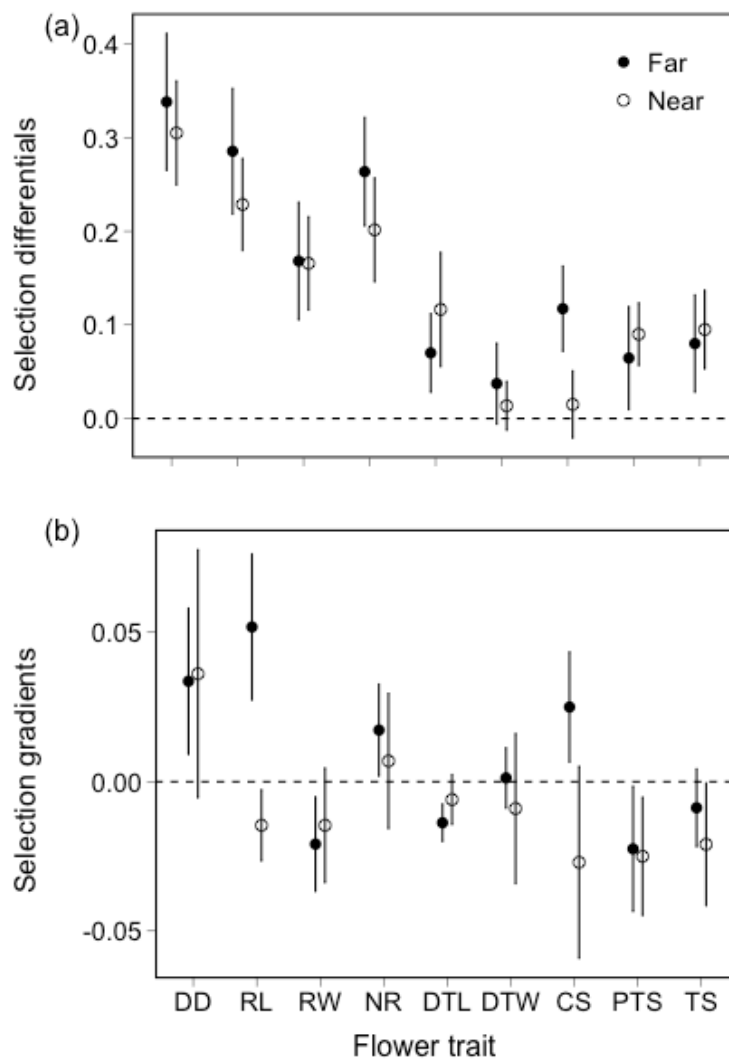 (a)
Selection differentials
0.4
0.3
0.2
0.1
0.0
Far
Near
(b)
Selection gradients
0.05
0.00
-0.05
DD RL RW NR DTL DTW CS PTS TS
Flower trait